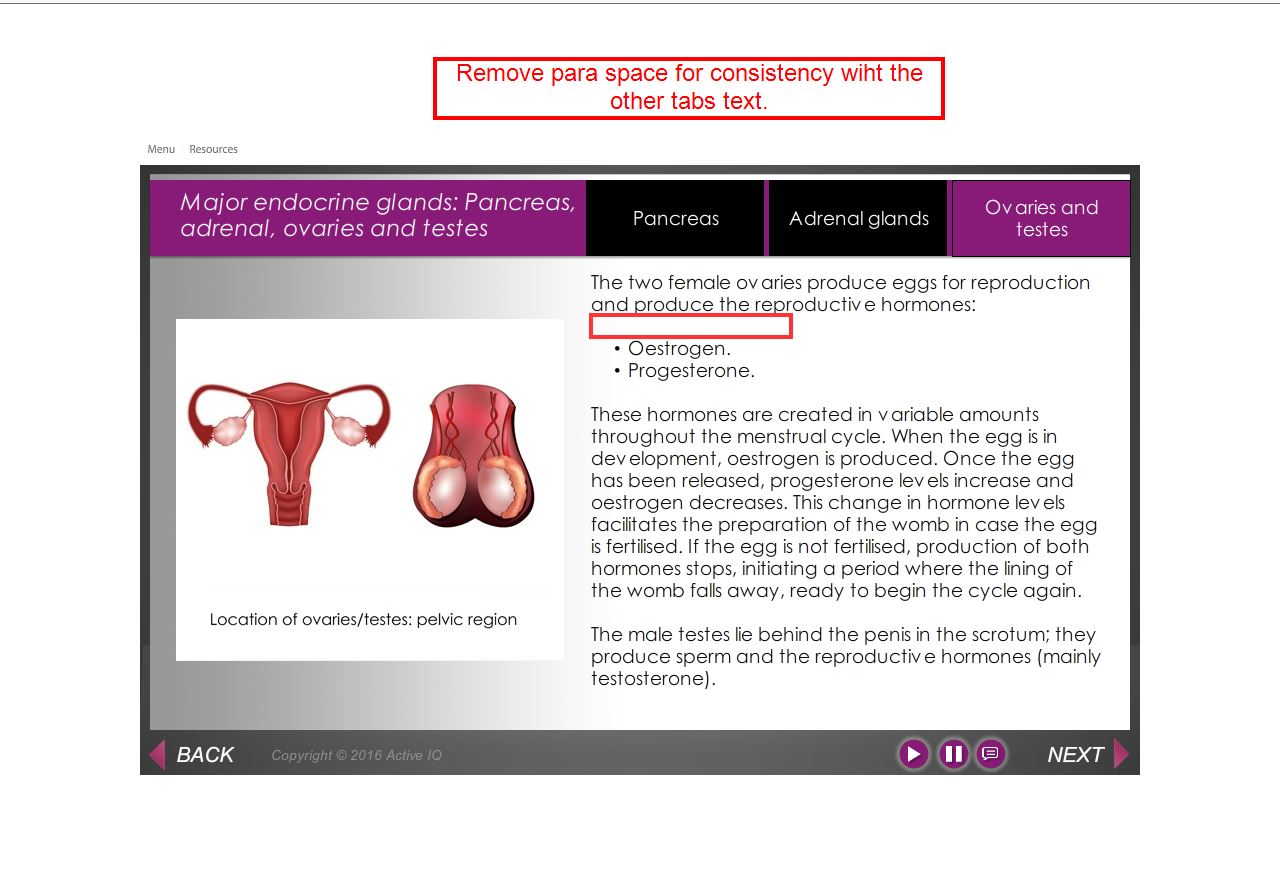 Remove para space for consistency wiht the
other tabs text.
Menu Resources
Major endocrine glands: Pancreas,
adrenal, ovaries and testes
Pancreas
Adrenal glands
Ovaries and
testes
The two female ovaries produce eggs for reproduction
and produce the reproductive hormones:
• Oestrogen.
• Progesterone.
These hormones are created in variable amounts
throughout the menstrual cycle. When the egg is in
development, oestrogen is produced. Once the egg
has been released, progesterone levels increase and
oestrogen decreases. This change in hormone levels
facilitates the preparation of the womb in case the egg
is fertilised. If the egg is not fertilised, production of both
hormones stops, initiating a period where the lining of
the womb falls away, ready to begin the cycle again.
The male testes lie behind the penis in the scrotum; they
produce sperm and the reproductive hormones (mainly
testosterone).
Location of ovaries/testes: pelvic region
BACK
Copyright © 2016 Active IQ
NEXT